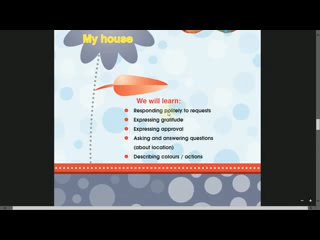 My house
We will learn:
Responding politely to requests
Expressing gratitude
Expressing approval
Asking and answering questions
(about location)
Describing colours / actions